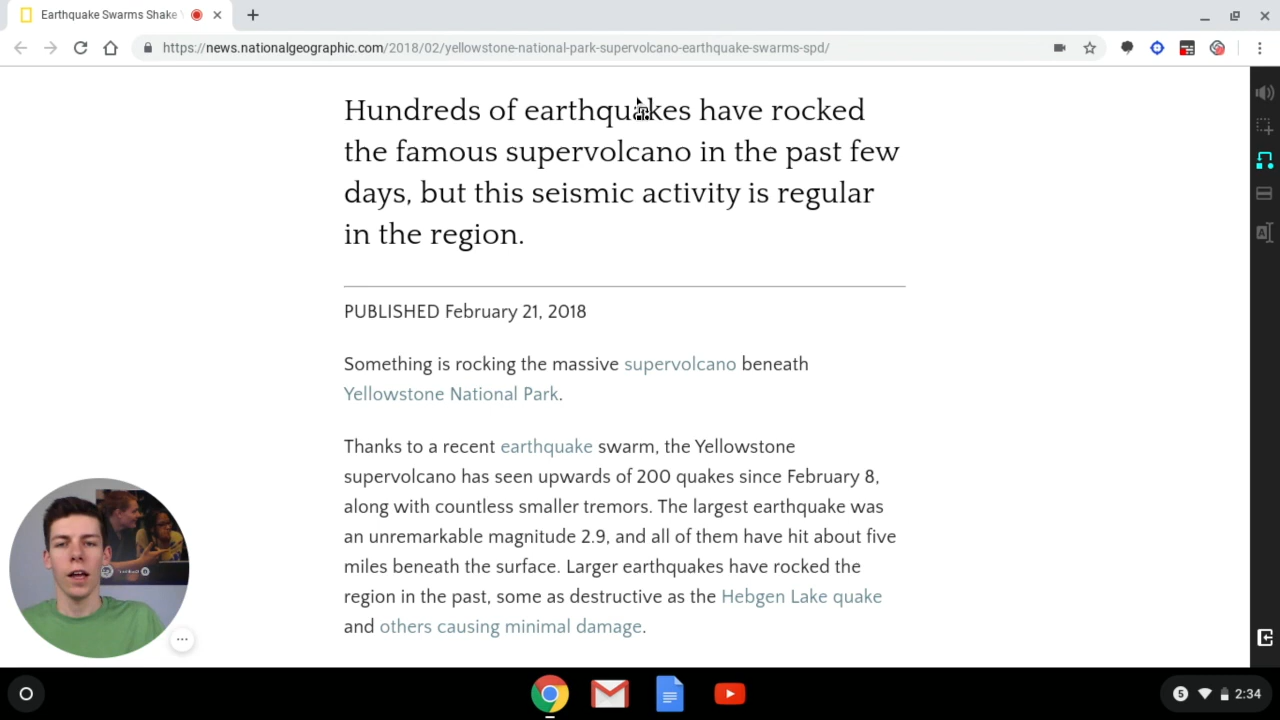 Earthquake Swarms Shake
https://news.nationalgeographic.com/2018/02/yellowstone-national-park-supervolcano-earthquake-swarms-spd/
Hundreds of earthquakes have rocked
the famous supervolcano in the past few
days, but this seismic activity is regular
in the region.
PUBLISHED February 21, 2018
Something is rocking the massive supervolcano beneath
Yellowstone National Park.
Thanks to a recent earthquake swarm, the Yellowstone
supervolcano has seen upwards of 200 quakes since February 8,
along with countless smaller tremors. The largest earthquake was
an unremarkable magnitude 2.9, and all of them have hit about five
miles beneath the surface. Larger earthquakes have rocked the
region in the past, some as destructive as the Hebgen Lake quake
and others causing minimal damage.
5 2:34